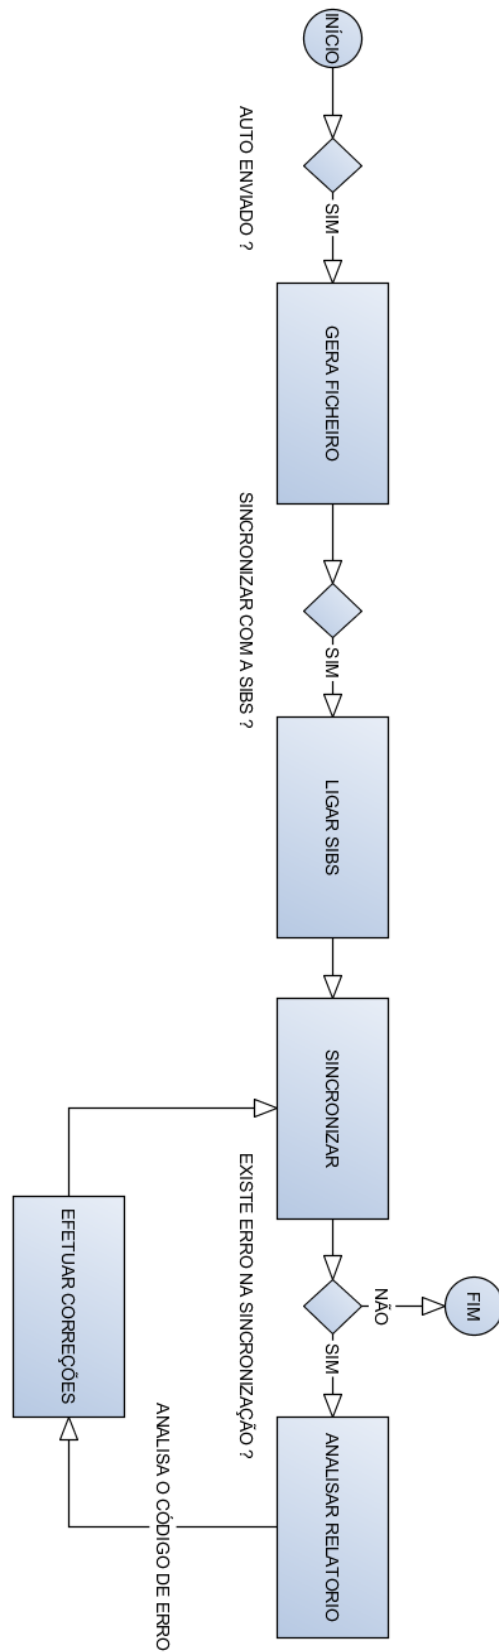 INÍCIO
AUTO ENVIADO ?
SIM
GERA FICHEIRO
SINCRONIZAR COM A SIBS ?
SIM
LIGAR SIBS
SINCRONIZAR
EXISTE ERRO NA SINCRONIZAÇÃO ?
NÃO
FIM
SIM
ANALISAR RELATORIO
ANALISA O CÓDIGO DE ERRO
EFETUAR CORREÇÕES